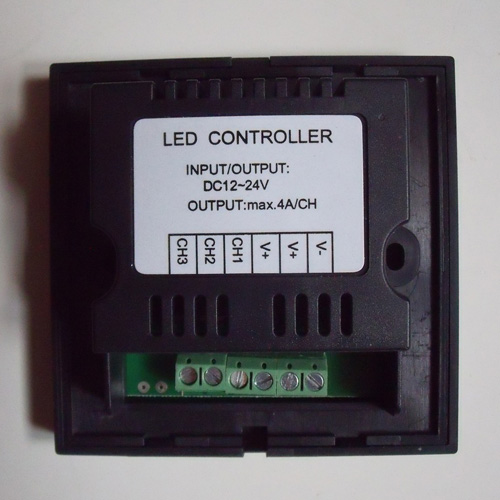 LED CONTROLLER
INPUT/OUTPUT:
DC12~24V
OUTPUT:max.4A/CH
CH3
CH2
CH1
V+
V+
V-